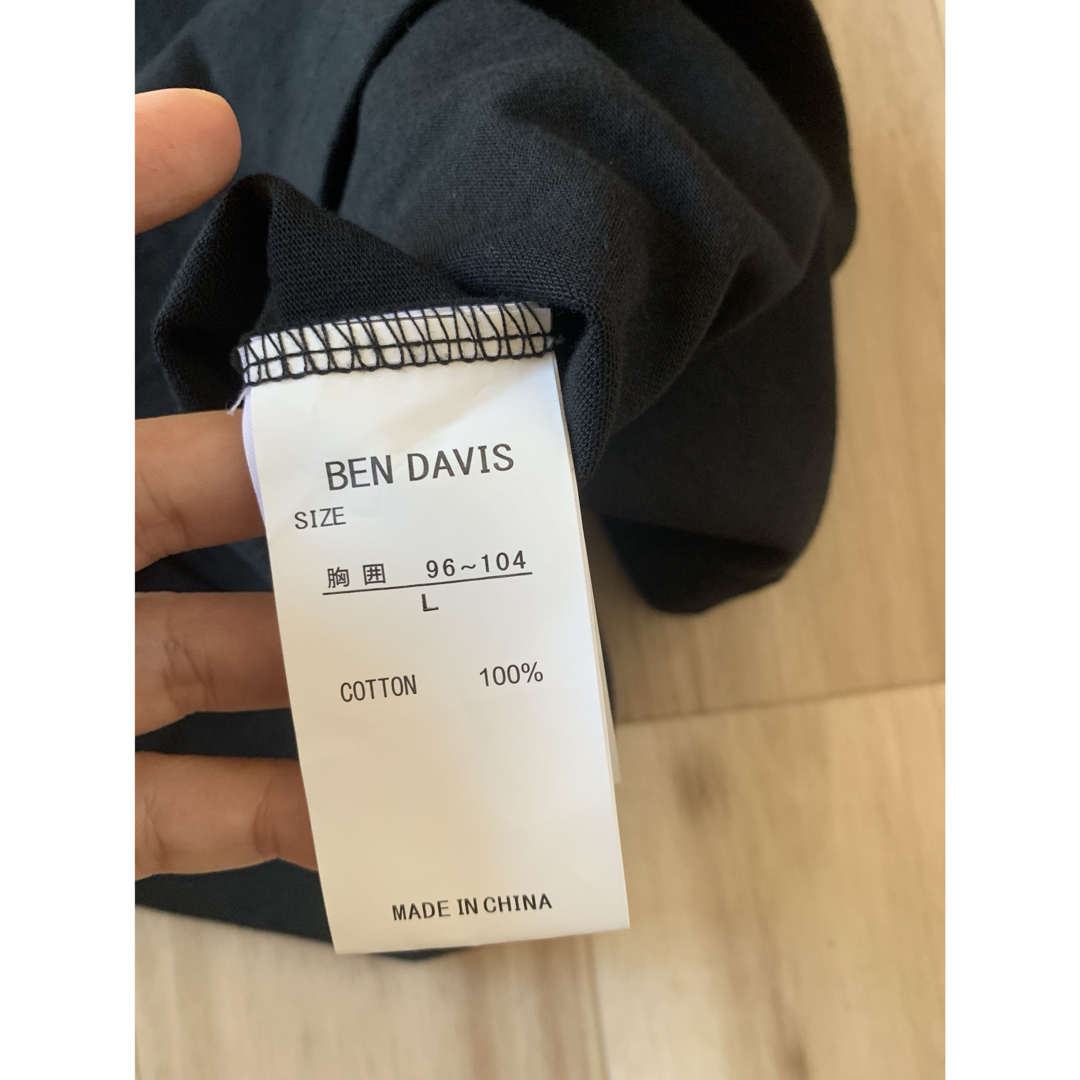 BEN DAVIS
SIZE
胸囲 96~104
L
COTTON 100%
MADE IN CHINA